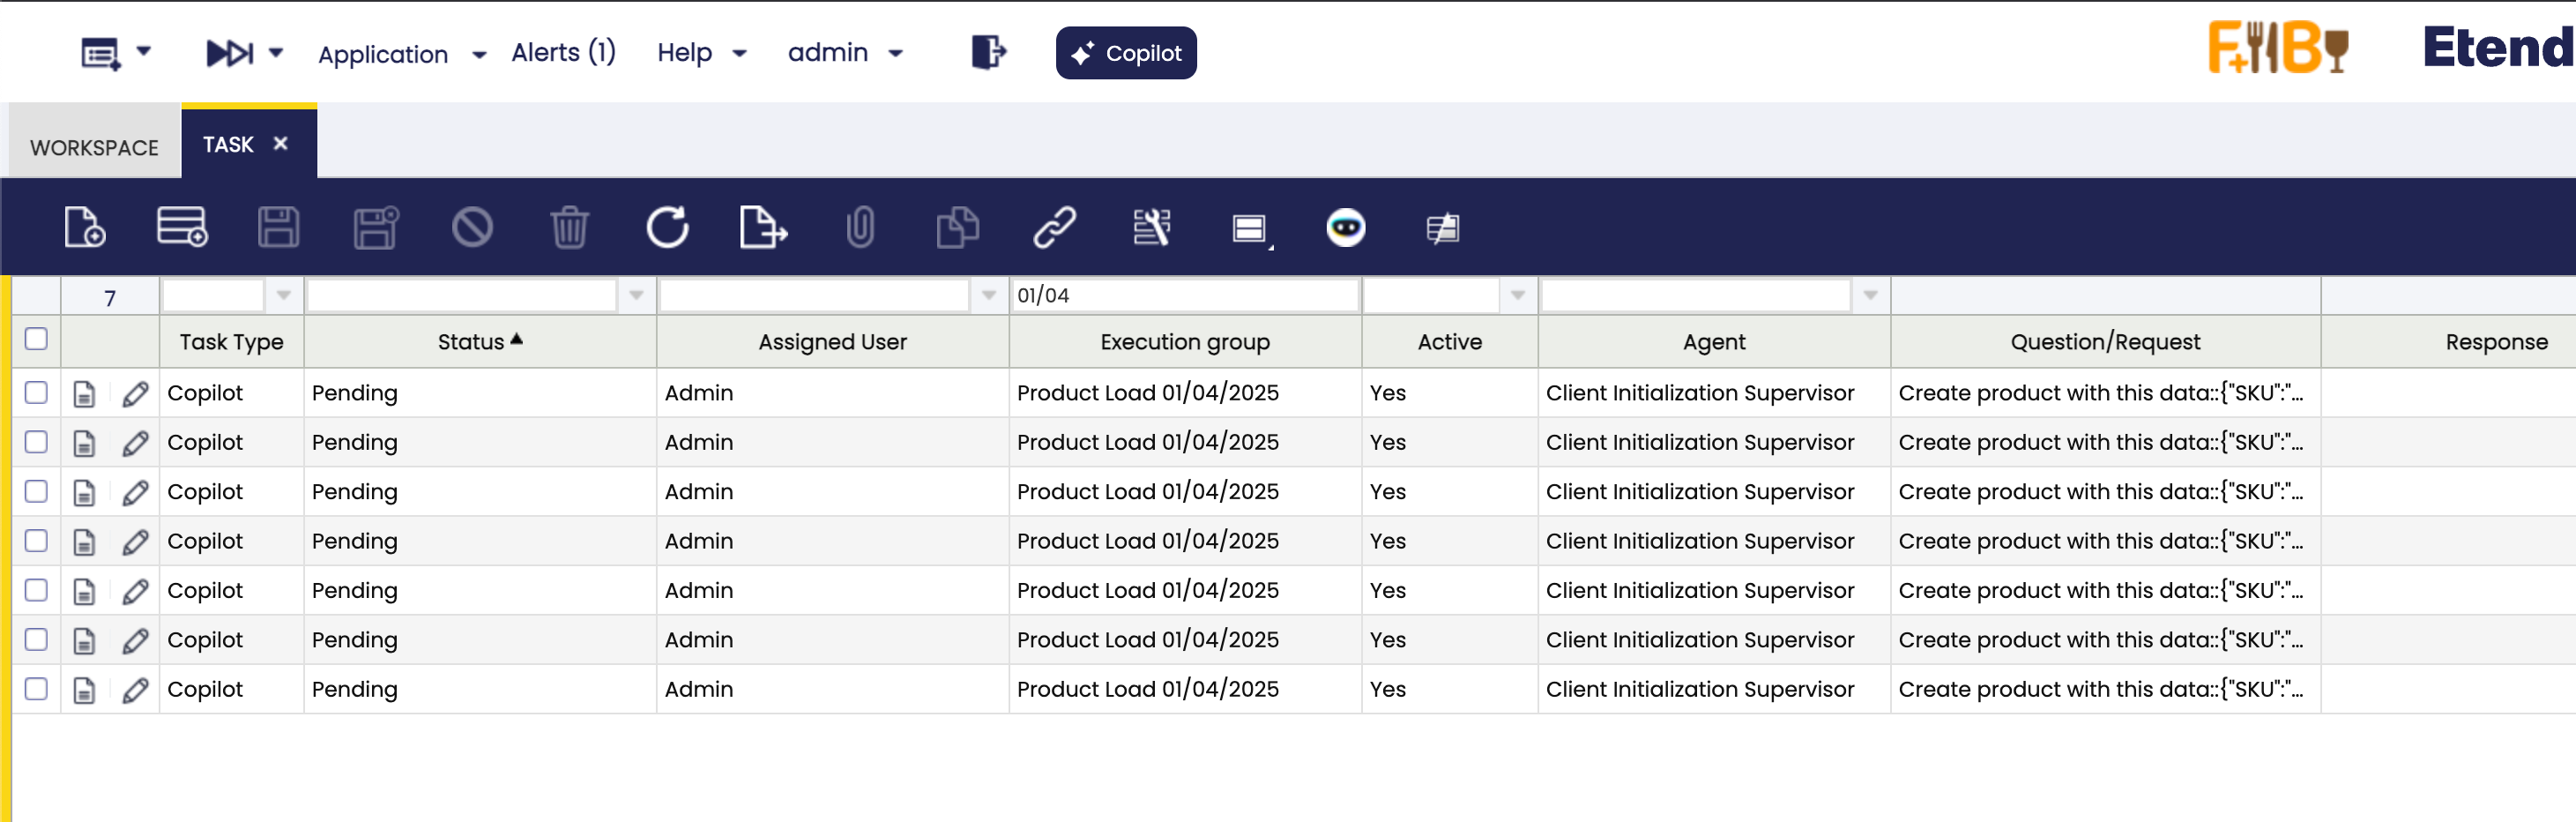 Application Alerts (1) Help admin Copilot F+B Etend
WORKSPACE TASK
7 01/04
Task Type Status Assigned User Execution group Active Agent Question/Request Response
Copilot Pending Admin Product Load 01/04/2025 Yes Client Initialization Supervisor Create product with this data::{"SKU":"...
Copilot Pending Admin Product Load 01/04/2025 Yes Client Initialization Supervisor Create product with this data::{"SKU":"...
Copilot Pending Admin Product Load 01/04/2025 Yes Client Initialization Supervisor Create product with this data::{"SKU":"...
Copilot Pending Admin Product Load 01/04/2025 Yes Client Initialization Supervisor Create product with this data::{"SKU":"...
Copilot Pending Admin Product Load 01/04/2025 Yes Client Initialization Supervisor Create product with this data::{"SKU":"...
Copilot Pending Admin Product Load 01/04/2025 Yes Client Initialization Supervisor Create product with this data::{"SKU":"...
Copilot Pending Admin Product Load 01/04/2025 Yes Client Initialization Supervisor Create product with this data::{"SKU":"...